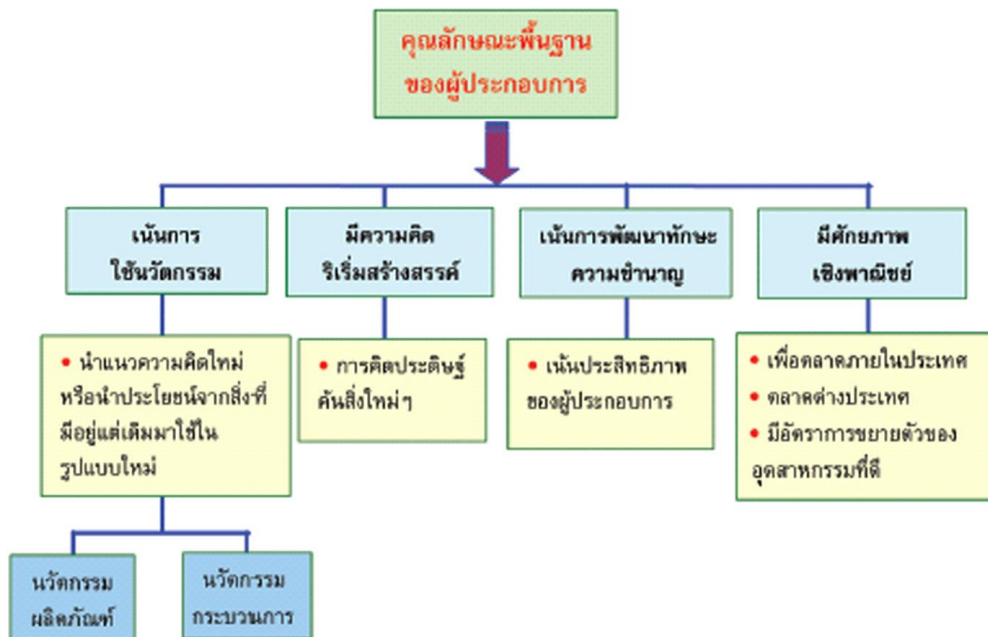 คุณลักษณะพื้นฐาน
ของผู้ประกอบการ
เน้นการ
ใช้นวัตกรรม
มีความคิด
ริเริ่มสร้างสรรค์
เน้นการพัฒนาทักษะ
ความชำนาญ
มีศักยภาพ
เชิงพาณิชย์
• นำแนวความคิดใหม่
หรือนำประโยชน์จากสิ่งที่
มีอยู่แต่เดิมมาใช้ใน
รูปแบบใหม่
• การคิดประดิษฐ์
คันสิ่งใหม่ๆ
• เน้นประสิทธิภาพ
ของผู้ประกอบการ
• เพื่อตลาดภายในประเทศ
• ตลาดต่างประเทศ
• มีอัตราการขยายตัวของ
อุตสาหกรรมที่ดี
นวัตกรรม
ผลิตภัณฑ์
นวัตกรรม
กระบวนการ